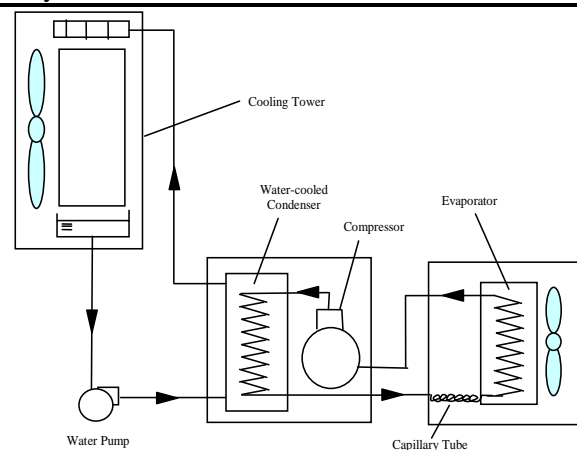 Cooling Tower
Water-cooled
Condenser
Compressor
Evaporator
Water Pump
Capillary Tube